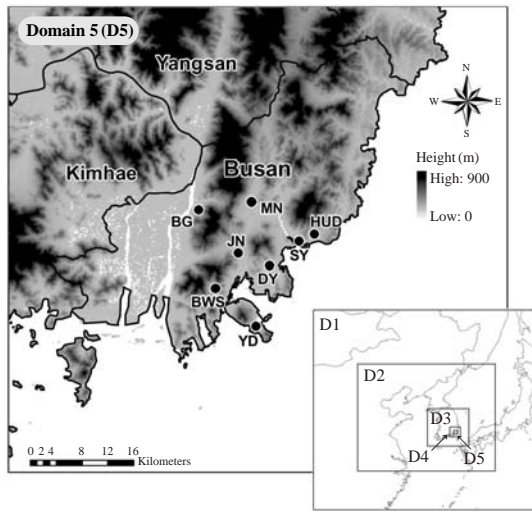 Domain 5 (D5)
Yangsan
N
W E
S
Kimhae
Busan
Height (m)
High: 900
Low: 0
BG
MN
HUD
JN
SY
DY
BWS
YD
D1
D2
D3
D4 D5
0 2 4 8 12 16
Kilometers